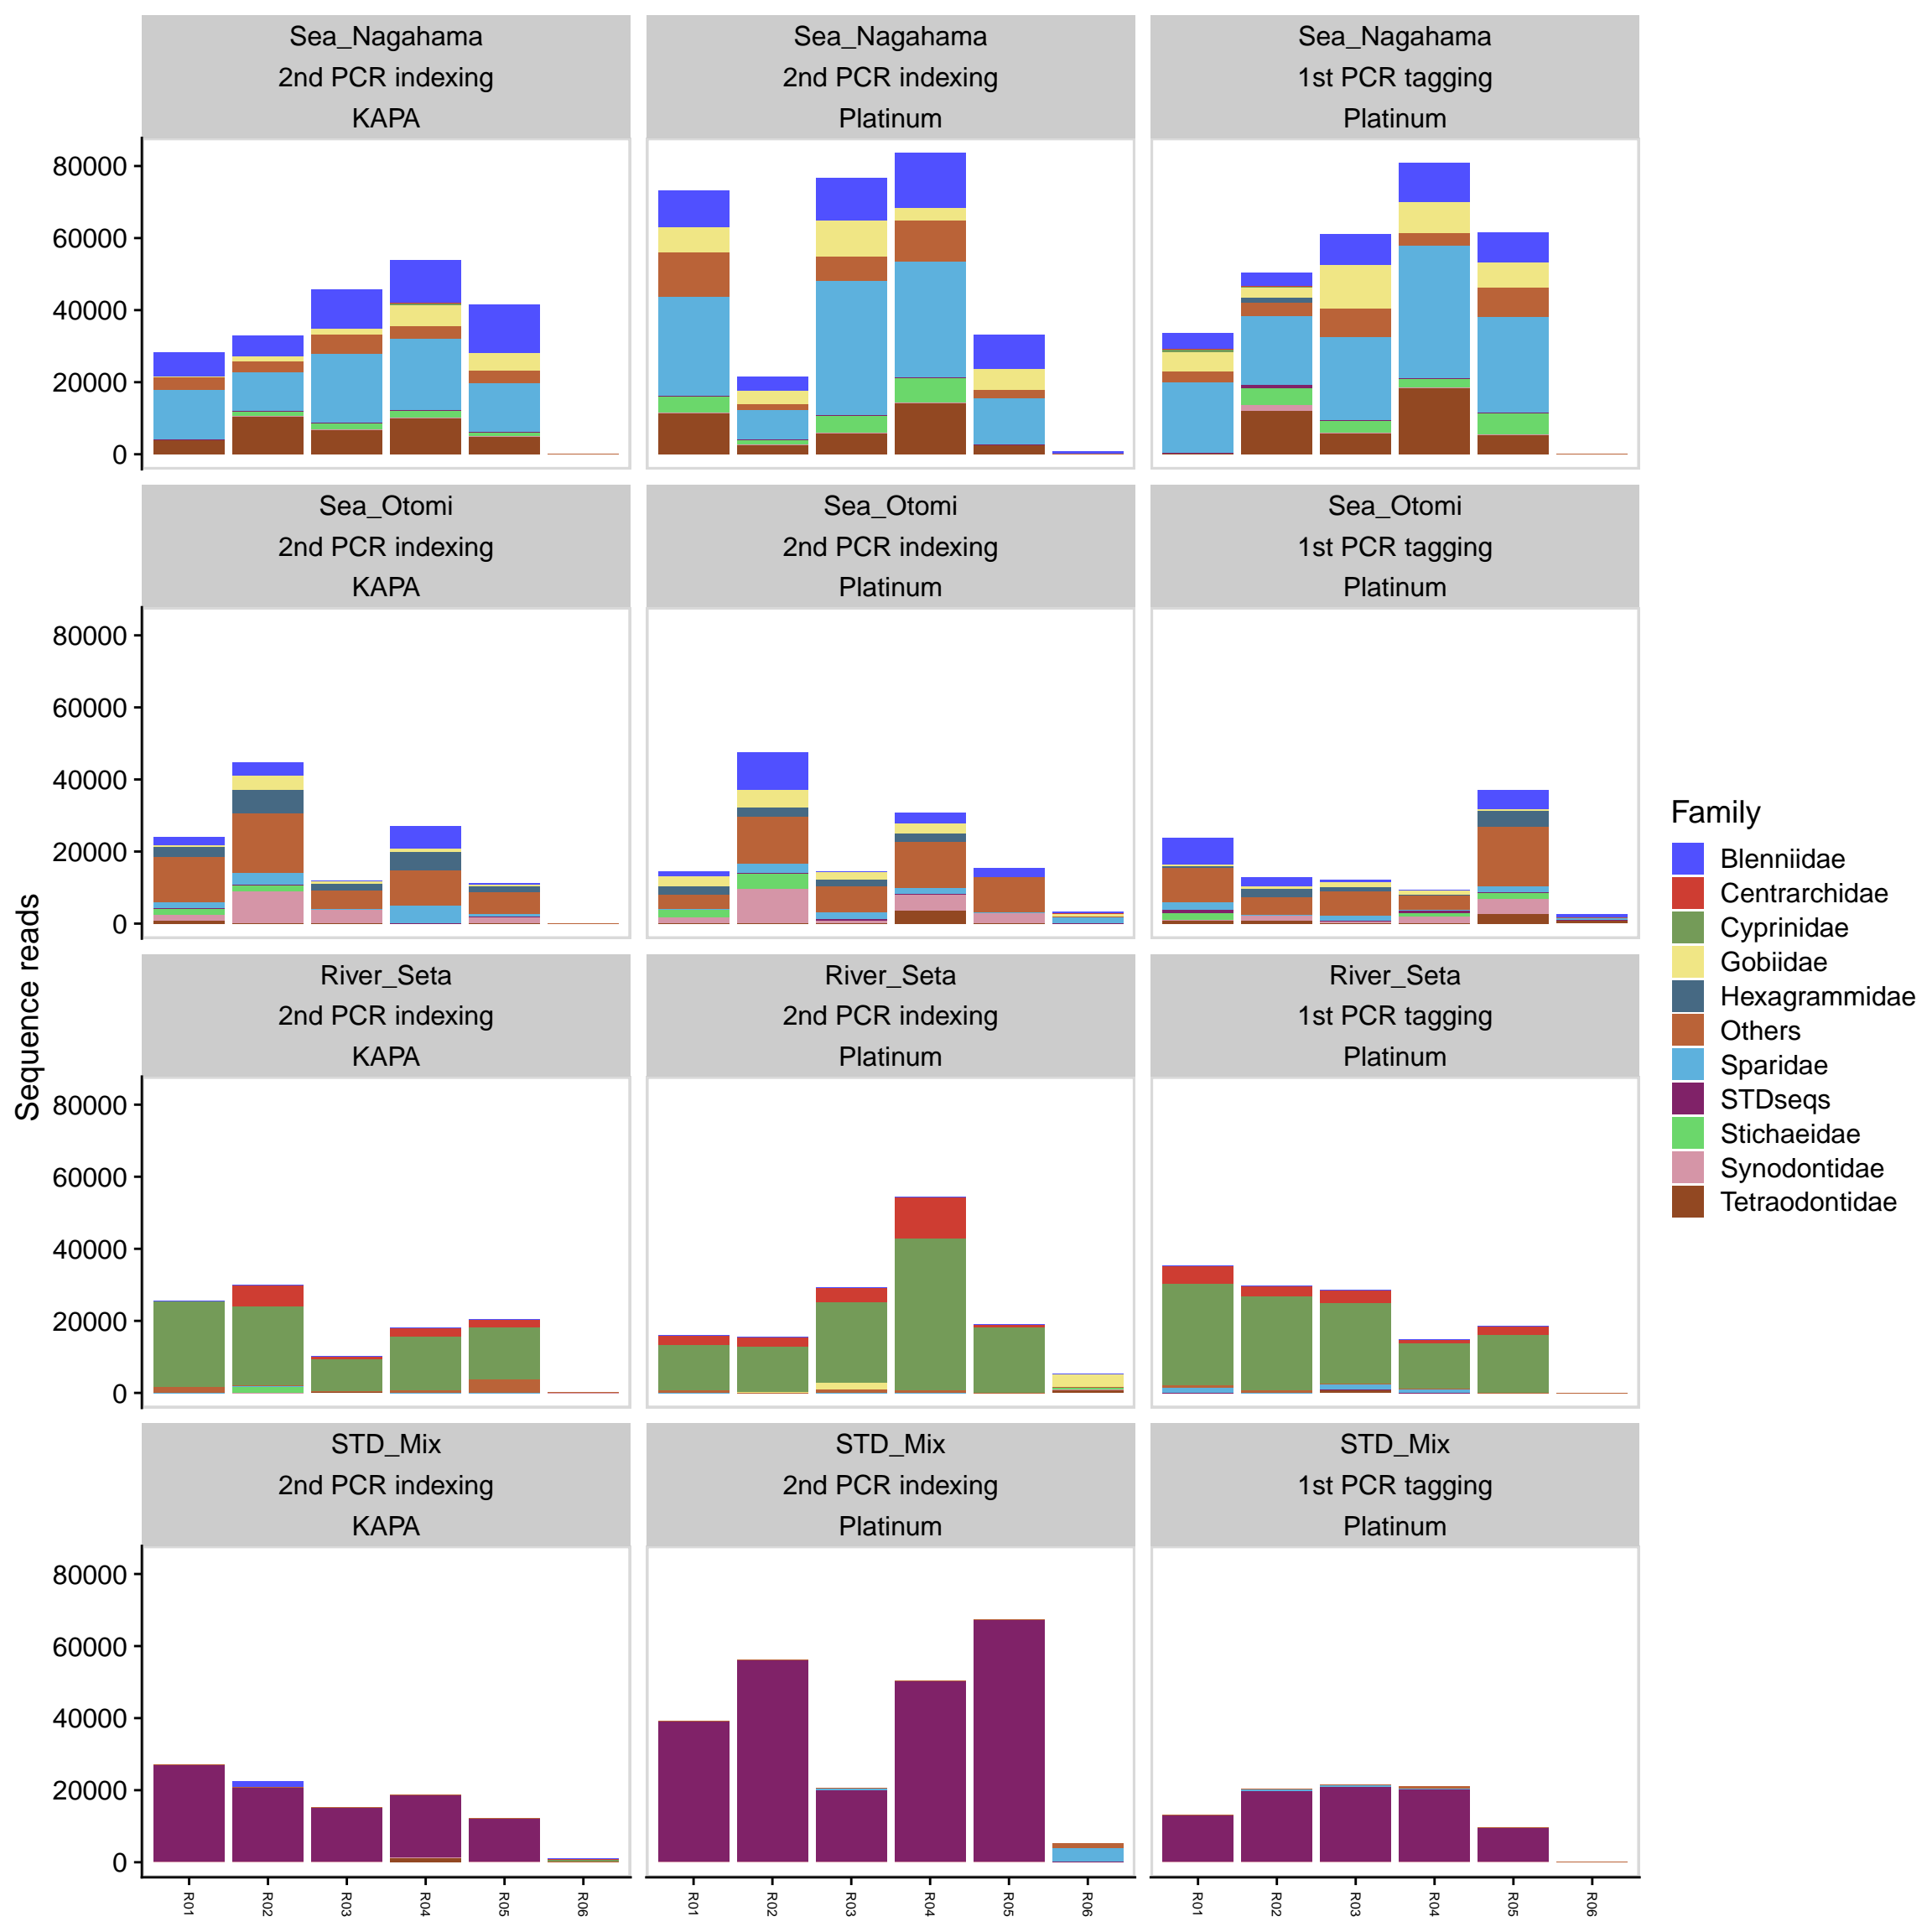 Sea_Nagahama
2nd PCR indexing
KAPA
Sea_Nagahama
2nd PCR indexing
Platinum
Sea_Nagahama
1st PCR tagging
Platinum
80000
60000
40000
20000
0
Sea_Otomi
2nd PCR indexing
KAPA
Sea_Otomi
2nd PCR indexing
Platinum
Sea_Otomi
1st PCR tagging
Platinum
80000
60000
40000
20000
0
River_Seta
2nd PCR indexing
KAPA
River_Seta
2nd PCR indexing
Platinum
River_Seta
1st PCR tagging
Platinum
80000
60000
40000
20000
0
STD_Mix
2nd PCR indexing
KAPA
STD_Mix
2nd PCR indexing
Platinum
STD_Mix
1st PCR tagging
Platinum
80000
60000
40000
20000
0
R01 R02 R03 R04 R05 R06
R01 R02 R03 R04 R05 R06
R01 R02 R03 R04 R05 R06
Sequence reads
Family
Blenniidae
Centrarchidae
Cyprinidae
Gobiidae
Hexagrammidae
Others
Sparidae
STDseqs
Stichaeidae
Synodontidae
Tetraodontidae